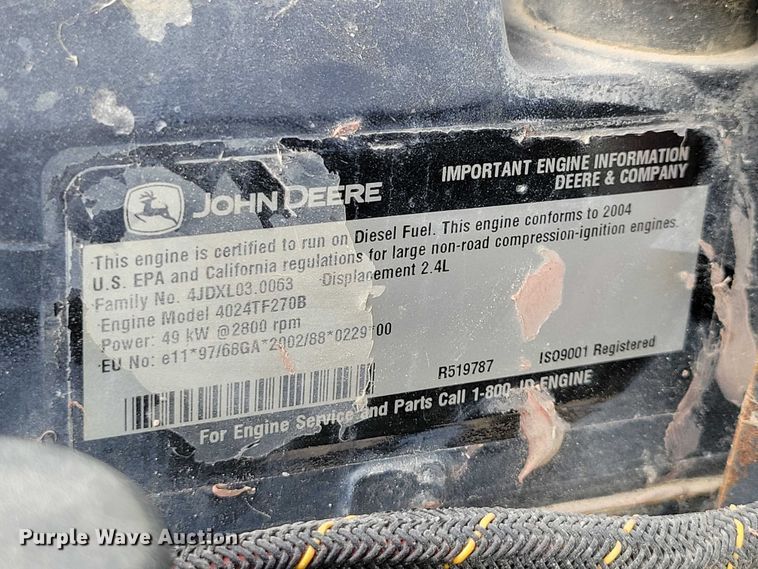 JOHN DEERE
IMPORTANT ENGINE INFORMATION
DEERE & COMPANY
This engine is certified to run on Diesel Fuel. This engine conforms to 2004
U.S. EPA and California regulations for large non-road compression-ignition engines.
Family No. 4JDXL03.0063 Displacement 2.4L
Engine Model 4024TF270B
Power: 49 kW @2800 rpm
EU No: e11*97/68GA*2002/88*0229*00
R519787 ISO9001 Registered
For Engine Service and Parts Call 1-800-JD-ENGINE
Purple Wave Auction